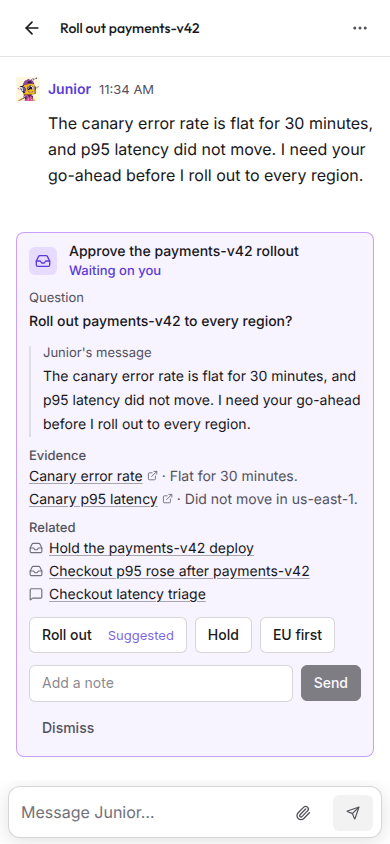 Roll out payments-v42
Junior 11:34 AM
The canary error rate is flat for 30 minutes,
and p95 latency did not move. I need your
go-ahead before I roll out to every region.
Approve the payments-v42 rollout
Waiting on you
Question
Roll out payments-v42 to every region?
Junior's message
The canary error rate is flat for 30 minutes, and
p95 latency did not move. I need your go-ahead
before I roll out to every region.
Evidence
Canary error rate · Flat for 30 minutes.
Canary p95 latency · Did not move in us-east-1.
Related
Hold the payments-v42 deploy
Checkout p95 rose after payments-v42
Checkout latency triage
Roll out Suggested Hold EU first
Add a note Send
Dismiss
Message Junior...